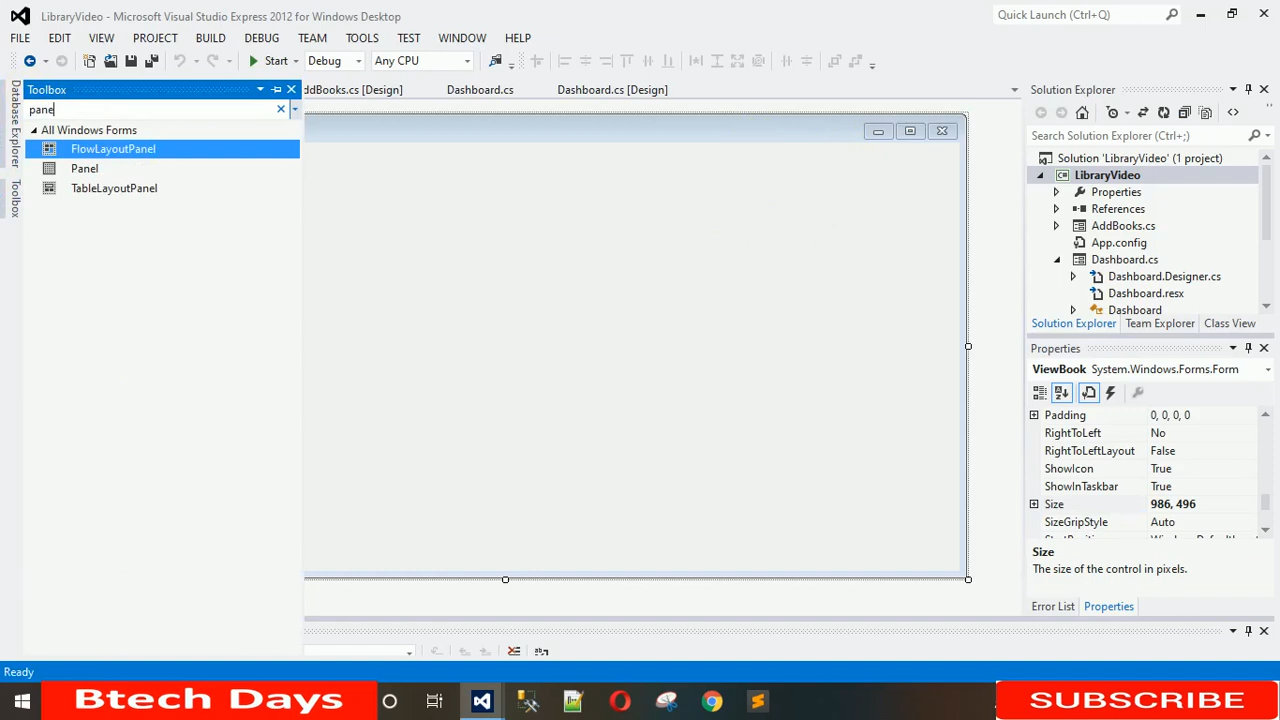 LibraryVideo - Microsoft Visual Studio Express 2012 for Windows Desktop
Quick Launch (Ctrl+Q)
FILE EDIT VIEW PROJECT BUILD DEBUG TEAM TOOLS TEST WINDOW HELP
Start Debug Any CPU
Database Explorer
Toolbox
Toolbox
pane
All Windows Forms
FlowLayoutPanel
Panel
TableLayoutPanel
ddBooks.cs [Design] Dashboard.cs Dashboard.cs [Design]
Solution Explorer
Search Solution Explorer (Ctrl+;)
Solution 'LibraryVideo' (1 project)
LibraryVideo
Properties
References
AddBooks.cs
App.config
Dashboard.cs
Dashboard.Designer.cs
Dashboard.resx
Dashboard
Solution Explorer Team Explorer Class View
Properties
ViewBook System.Windows.Forms.Form
Padding 0, 0, 0, 0
RightToLeft No
RightToLeftLayout False
ShowIcon True
ShowInTaskbar True
Size 986, 496
SizeGripStyle Auto
Size
The size of the control in pixels.
Error List Properties
Ready
Btech Days
SUBSCRIBE